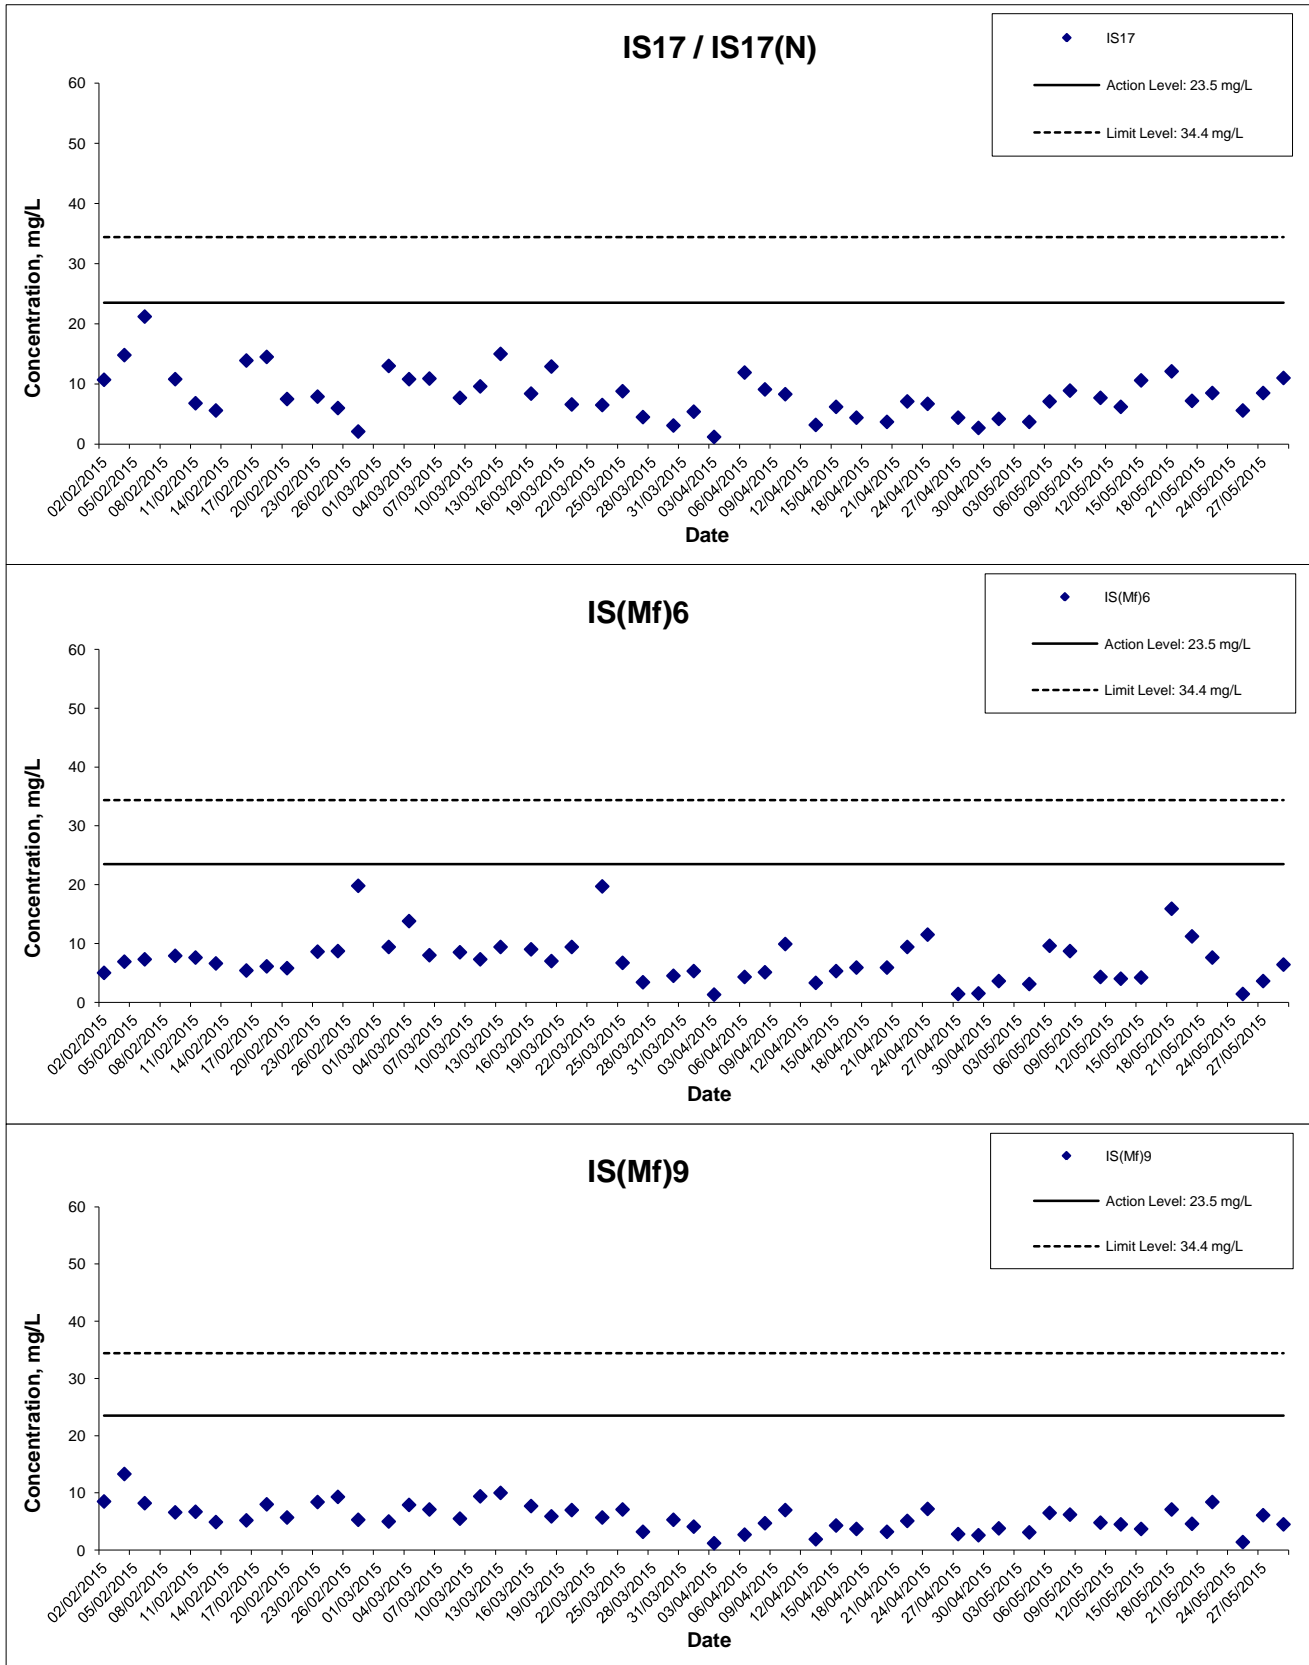 IS17 / IS17(N)
IS17
Action Level: 23.5 mg/L
Limit Level: 34.4 mg/L
Concentration, mg/L
60
50
40
30
20
10
0
02/02/2015 05/02/2015 08/02/2015 11/02/2015 14/02/2015 17/02/2015 20/02/2015 23/02/2015 26/02/2015 01/03/2015 04/03/2015 07/03/2015 10/03/2015 13/03/2015 16/03/2015 19/03/2015 22/03/2015 25/03/2015 28/03/2015 31/03/2015 03/04/2015 06/04/2015 09/04/2015 12/04/2015 15/04/2015 18/04/2015 21/04/2015 24/04/2015 27/04/2015 30/04/2015 03/05/2015 06/05/2015 09/05/2015 12/05/2015 15/05/2015 18/05/2015 21/05/2015 24/05/2015 27/05/2015
Date
IS(Mf)6
IS(Mf)6
Action Level: 23.5 mg/L
Limit Level: 34.4 mg/L
Concentration, mg/L
60
50
40
30
20
10
0
02/02/2015 05/02/2015 08/02/2015 11/02/2015 14/02/2015 17/02/2015 20/02/2015 23/02/2015 26/02/2015 01/03/2015 04/03/2015 07/03/2015 10/03/2015 13/03/2015 16/03/2015 19/03/2015 22/03/2015 25/03/2015 28/03/2015 31/03/2015 03/04/2015 06/04/2015 09/04/2015 12/04/2015 15/04/2015 18/04/2015 21/04/2015 24/04/2015 27/04/2015 30/04/2015 03/05/2015 06/05/2015 09/05/2015 12/05/2015 15/05/2015 18/05/2015 21/05/2015 24/05/2015 27/05/2015
Date
IS(Mf)9
IS(Mf)9
Action Level: 23.5 mg/L
Limit Level: 34.4 mg/L
Concentration, mg/L
60
50
40
30
20
10
0
02/02/2015 05/02/2015 08/02/2015 11/02/2015 14/02/2015 17/02/2015 20/02/2015 23/02/2015 26/02/2015 01/03/2015 04/03/2015 07/03/2015 10/03/2015 13/03/2015 16/03/2015 19/03/2015 22/03/2015 25/03/2015 28/03/2015 31/03/2015 03/04/2015 06/04/2015 09/04/2015 12/04/2015 15/04/2015 18/04/2015 21/04/2015 24/04/2015 27/04/2015 30/04/2015 03/05/2015 06/05/2015 09/05/2015 12/05/2015 15/05/2015 18/05/2015 21/05/2015 24/05/2015 27/05/2015
Date